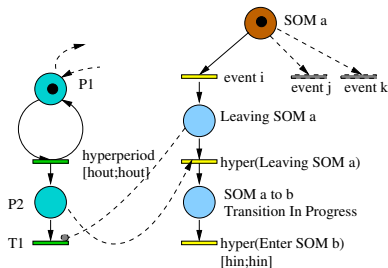 SOM a
P1
event i
event j
event k
Leaving SOM a
hyperperiod
[hout;hout}
hyper(Leaving SOM a)
P2
SOM a to b
Transition In Progress
T1
hyper(Enter SOM b)
[hin;hin]